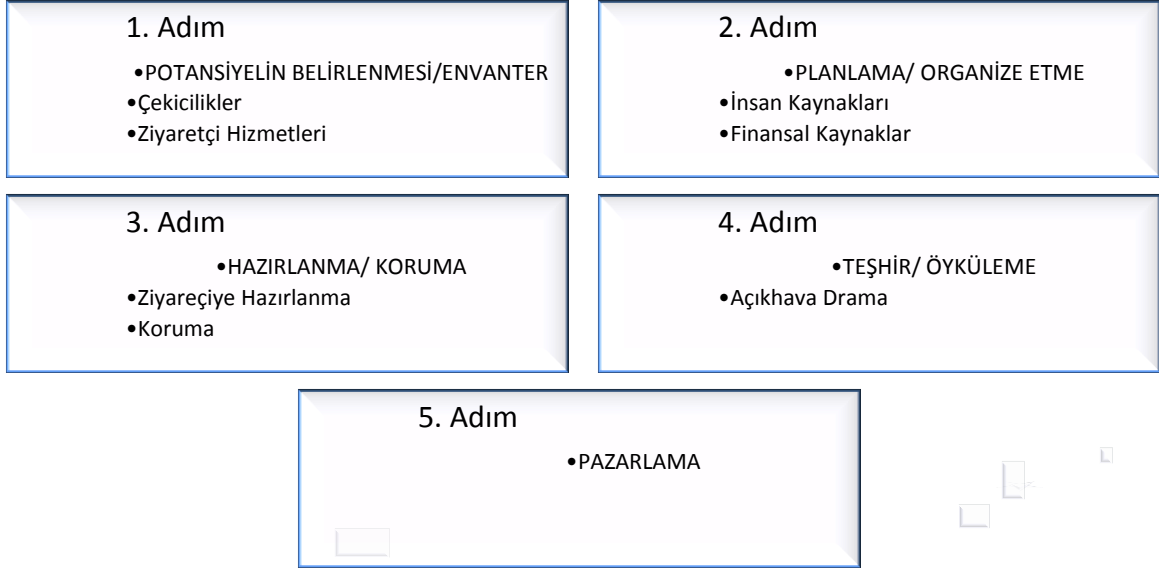 1. Adım
•POTANSİYELİN BELİRLENMESİ/ENVANTER
•Çekicilikler
•Ziyaretçi Hizmetleri
2. Adım
•PLANLAMA/ ORGANİZE ETME
•İnsan Kaynakları
•Finansal Kaynaklar
3. Adım
•HAZIRLANMA/ KORUMA
•Ziyareçiye Hazırlanma
•Koruma
4. Adım
•TEŞHİR/ ÖYKÜLEME
•Açıkhava Drama
5. Adım
•PAZARLAMA